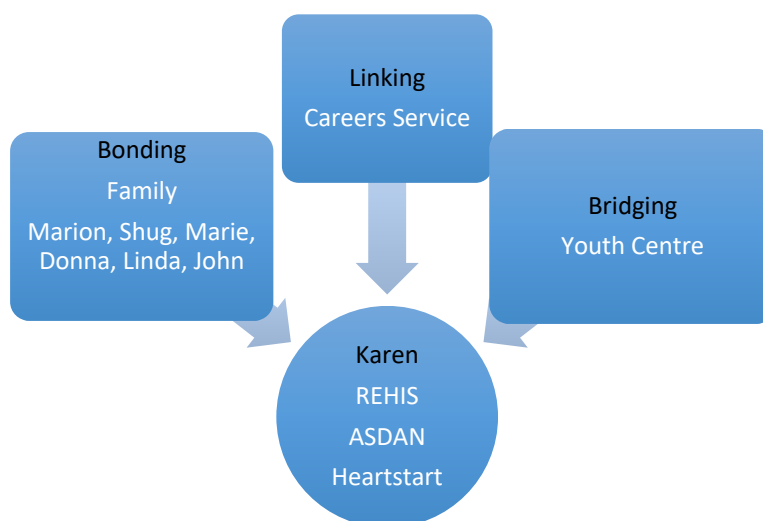 Linking
Careers Service
Bonding
Family
Marion, Shug, Marie,
Donna, Linda, John
Bridging
Youth Centre
Karen
REHIS
ASDAN
Heartstart